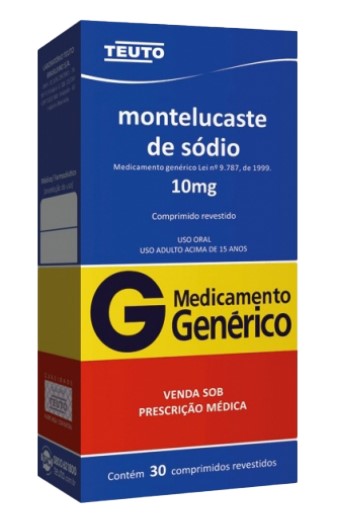 TEUTO
montelucaste
de sódio
Medicamento genérico Lei nº 9.787, de 1999.
10mg
Comprimido revestido
USO ORAL
USO ADULTO ACIMA DE 15 ANOS
G Medicamento
Genérico
VENDA SOB
PRESCRIÇÃO MÉDICA
Contém 30 comprimidos revestidos